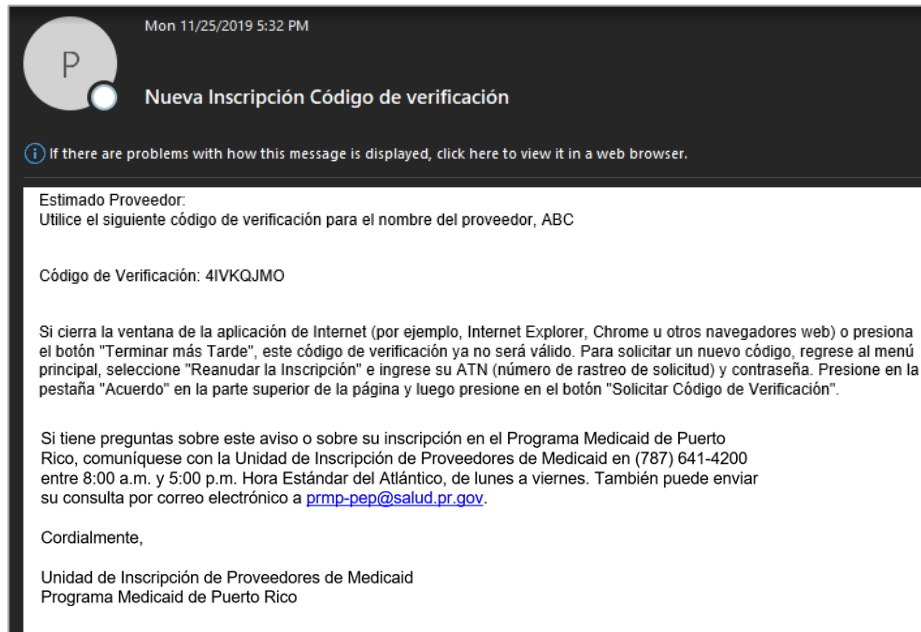 Mon 11/25/2019 5:32 PM
P
Nueva Inscripción Código de verificación
If there are problems with how this message is displayed, click here to view it in a web browser.
Estimado Proveedor:
Utilice el siguiente código de verificación para el nombre del proveedor, ABC
Código de Verificación: 4IVKQJMO
Si cierra la ventana de la aplicación de Internet (por ejemplo, Internet Explorer, Chrome u otros navegadores web) o presiona
el botón "Terminar más Tarde", este código de verificación ya no será válido. Para solicitar un nuevo código, regrese al menú
principal, seleccione "Reanudar la Inscripción" e ingrese su ATN (número de rastreo de solicitud) y contraseña. Presione en la
pestaña "Acuerdo" en la parte superior de la página y luego presione en el botón "Solicitar Código de Verificación".
Si tiene preguntas sobre este aviso o sobre su inscripción en el Programa Medicaid de Puerto
Rico, comuníquese con la Unidad de Inscripción de Proveedores de Medicaid en (787) 641-4200
entre 8:00 a.m. y 5:00 p.m. Hora Estándar del Atlántico, de lunes a viernes. También puede enviar
su consulta por correo electrónico a prmp-pep@salud.pr.gov.
Cordialmente,
Unidad de Inscripción de Proveedores de Medicaid
Programa Medicaid de Puerto Rico